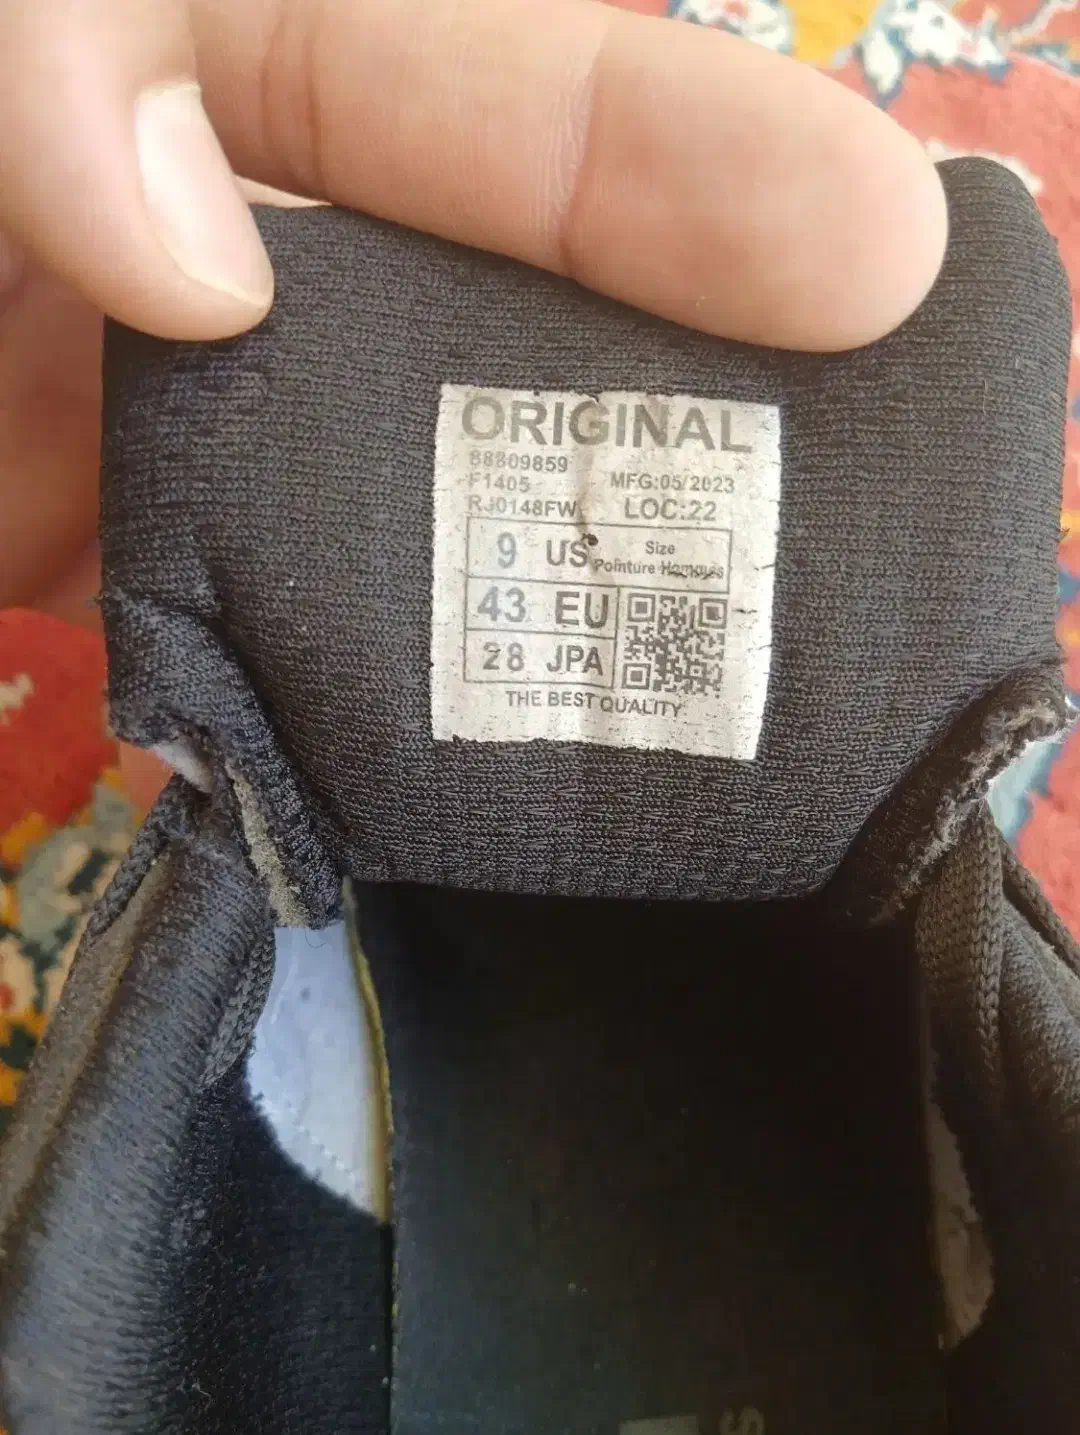 ORIGINAL
88809859
F1405 MFG:05/2023
RJ0148FW LOC:22
9 US Size
Pointure Hommes
43 EU
28 JPA
THE BEST QUALITY